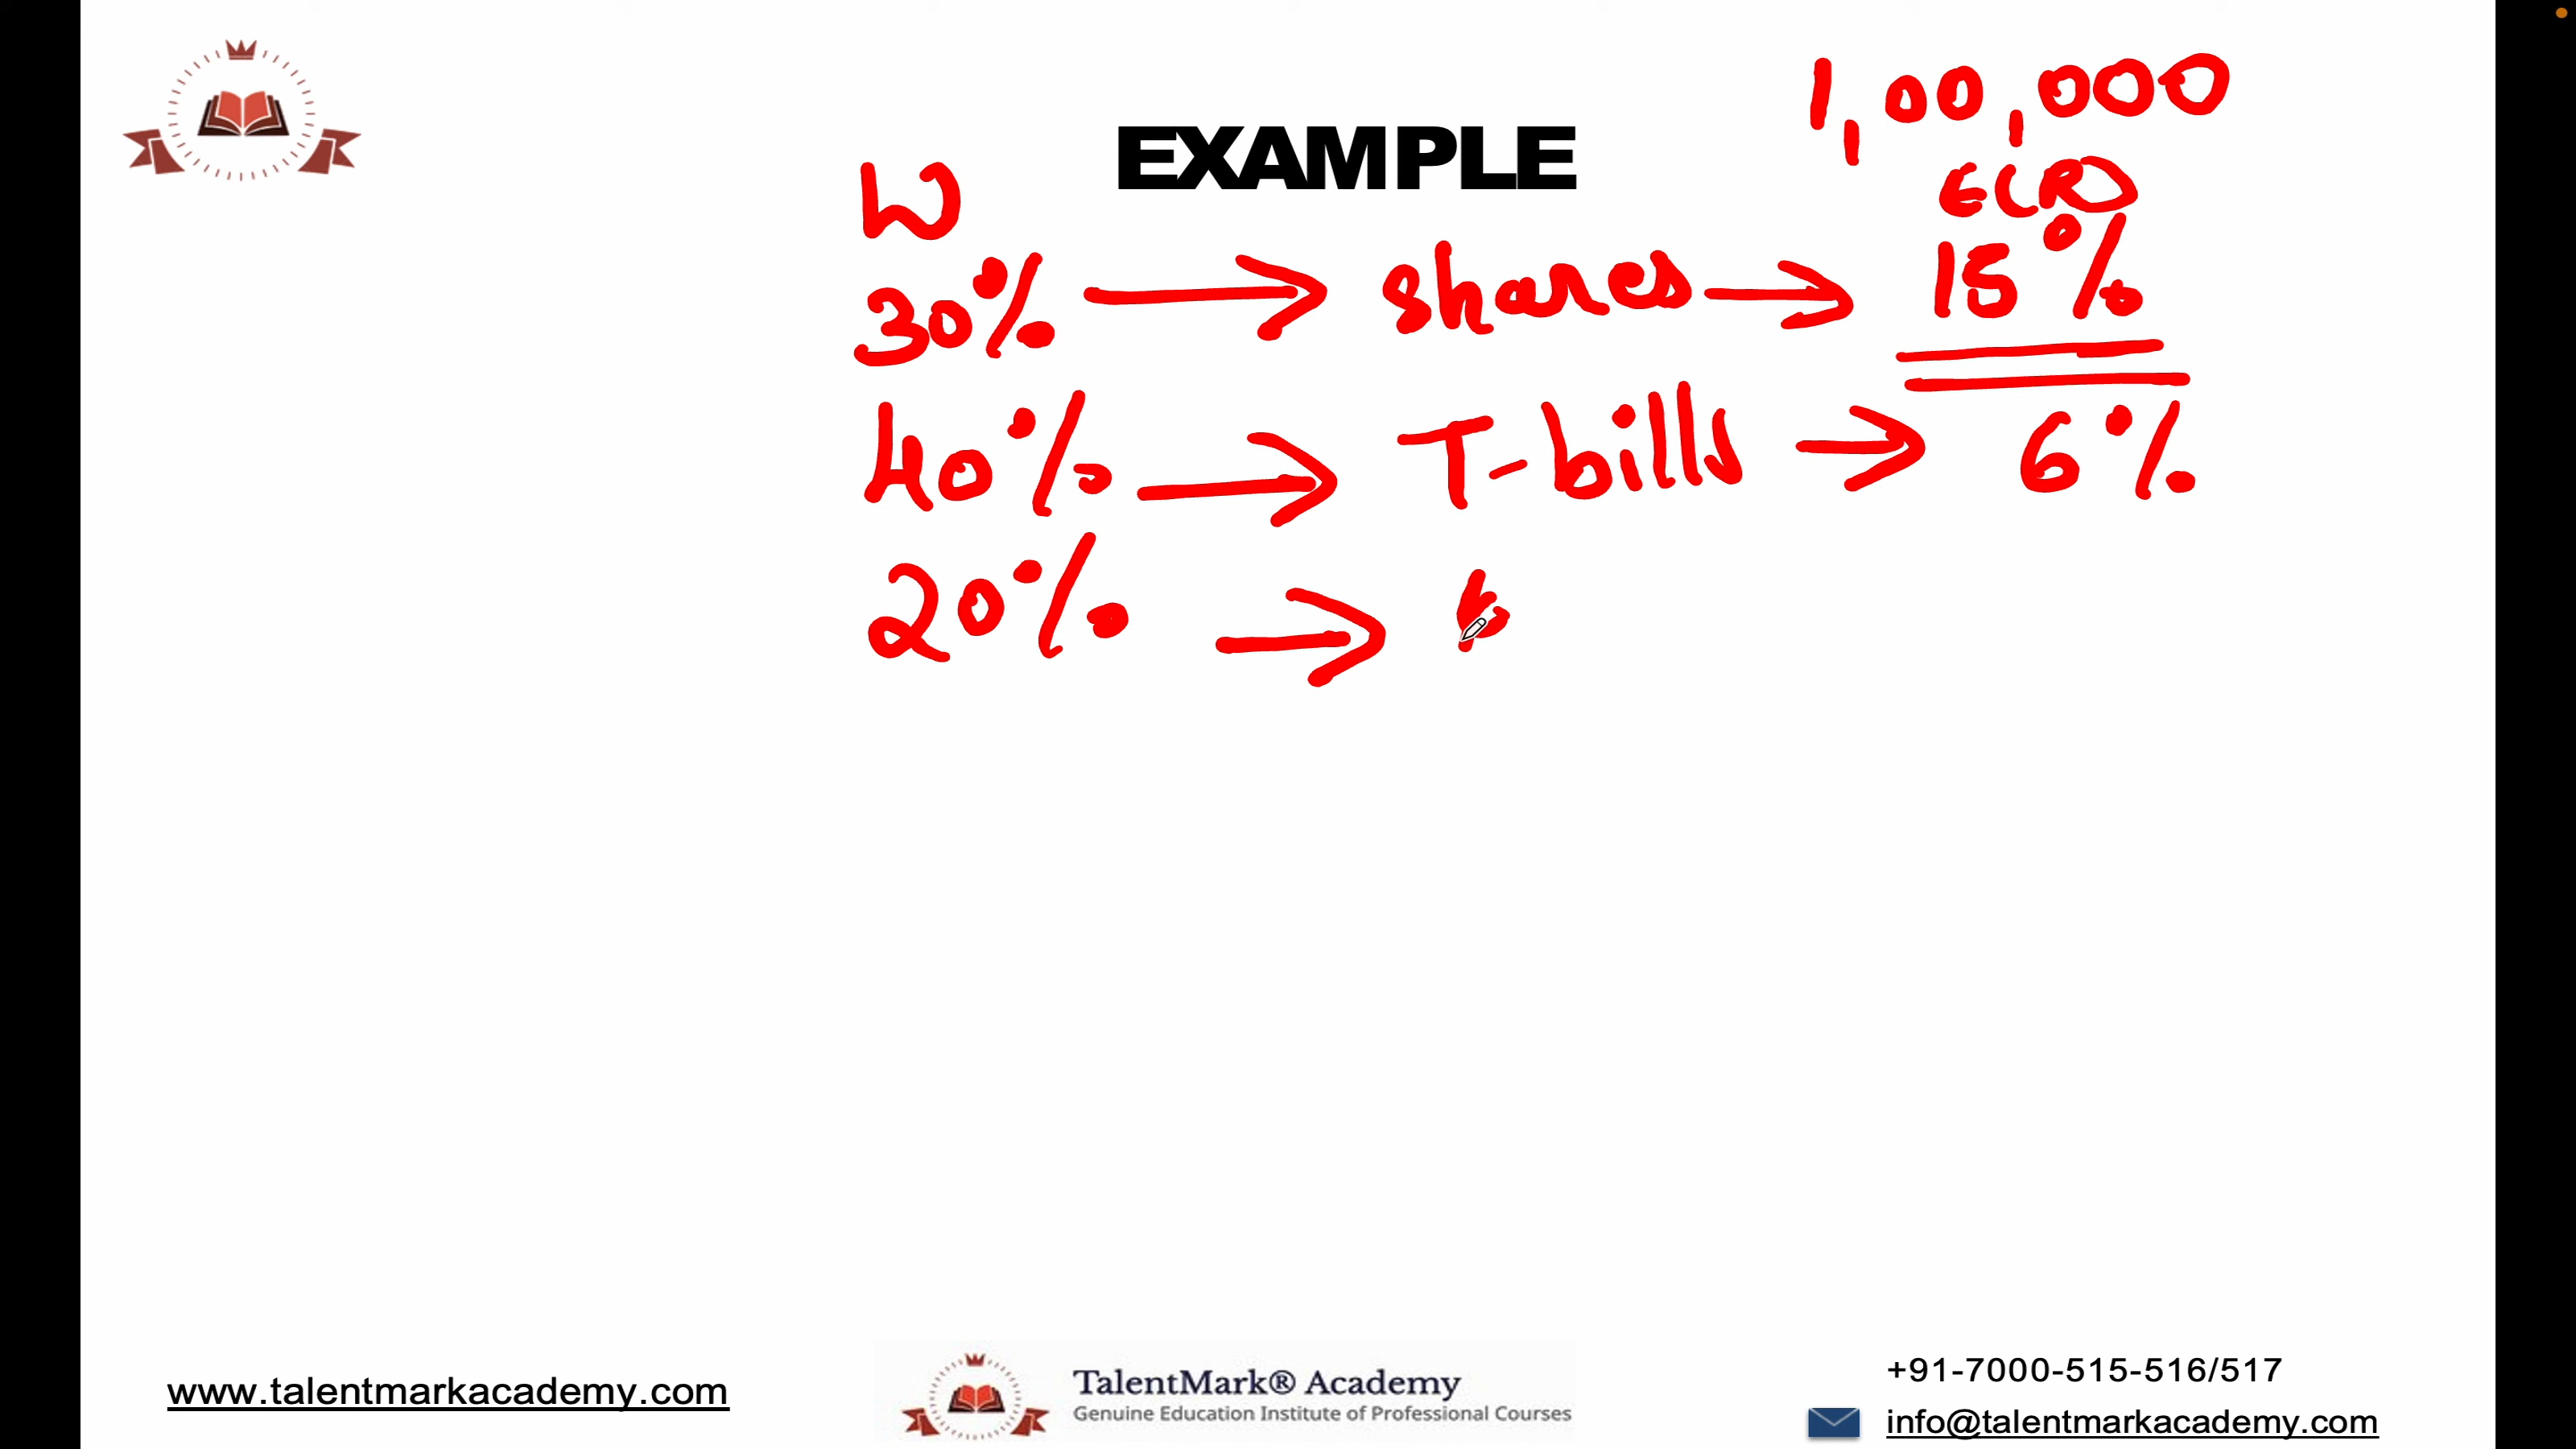 1,00,000
EXAMPLE
W
E(R)
30% → shares → 15%
40% → T-bills → 6%
20% →
www.talentmarkacademy.com
TalentMark® Academy
Genuine Education Institute of Professional Courses
+91-7000-515-516/517
info@talentmarkacademy.com